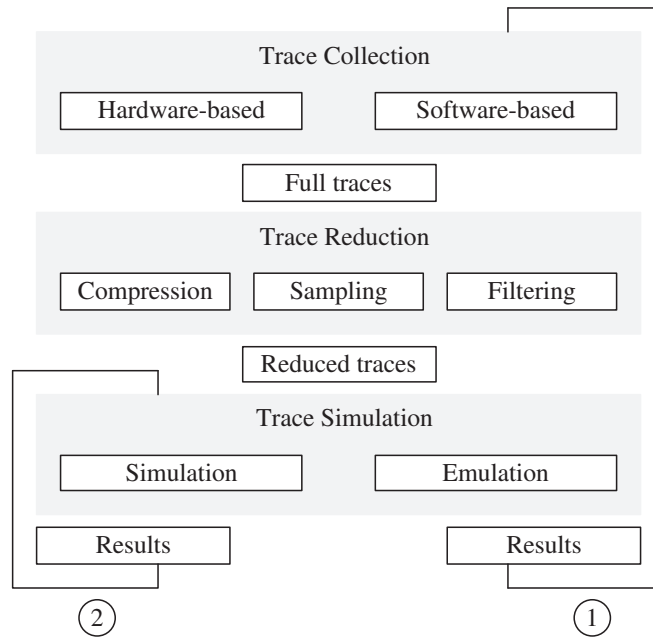 Trace Collection
Hardware-based
Software-based
Full traces
Trace Reduction
Compression
Sampling
Filtering
Reduced traces
Trace Simulation
Simulation
Emulation
Results
Results
2
1